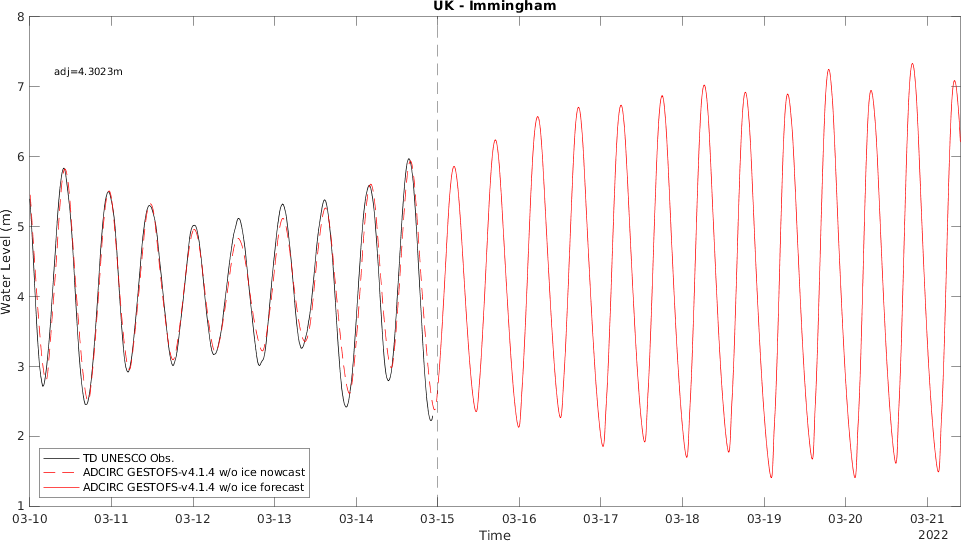 UK - Immingham
8
7
6
5
4
3
2
1
Water Level (m)
adj=4.3023m
TD UNESCO Obs.
ADCIRC GESTOFS-v4.1.4 w/o ice nowcast
ADCIRC GESTOFS-v4.1.4 w/o ice forecast
03-10 03-11 03-12 03-13 03-14 03-15 03-16 03-17 03-18 03-19 03-20 03-21
Time
2022